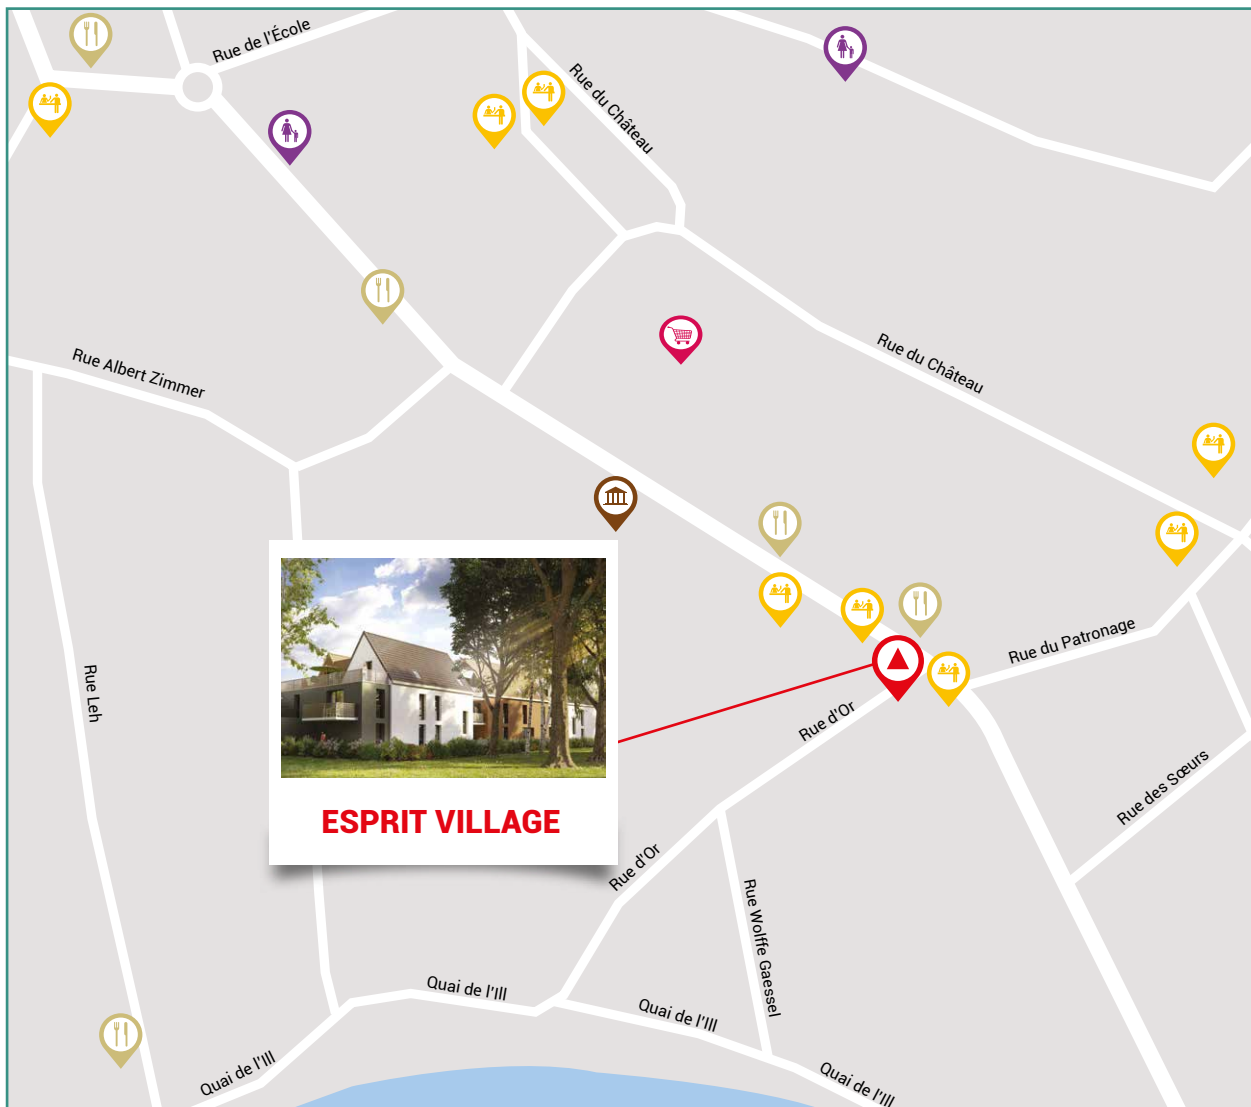 Rue de l'École
Rue du Château
Rue Albert Zimmer
Rue du Château
Rue Leh
Rue du Patronage
Rue d'Or
Rue des Sœurs
ESPRIT VILLAGE
Rue d'Or
Rue Wolffe Gaessel
Quai de l'Ill
Quai de l'Ill
Quai de l'Ill
Quai de l'Ill